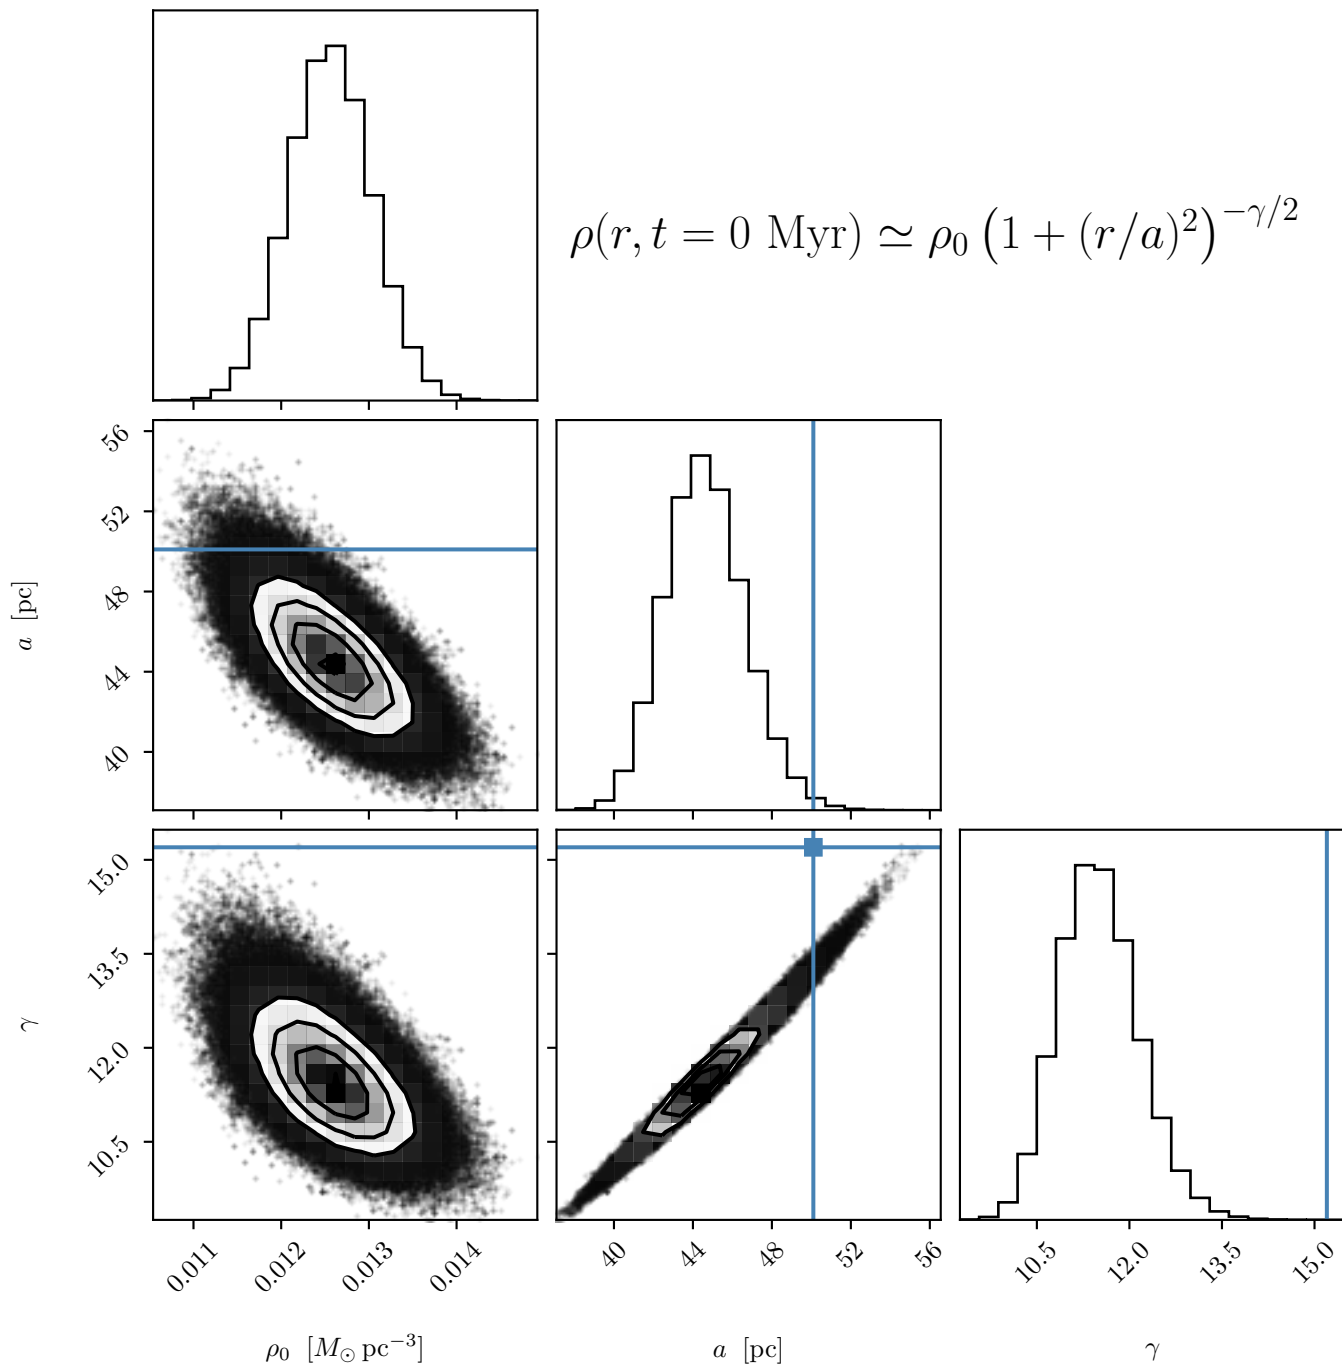 ρ(r, t = 0 Myr) ≃ ρ₀ (1 + (r/a)²)^{−γ/2}
56
52
48
44
40
a [pc]
15.0
13.5
12.0
10.5
γ
0.011 0.012 0.013 0.014
40 44 48 52 56
10.5 12.0 13.5 15.0
ρ₀ [M⊙ pc⁻³]
a [pc]
γ